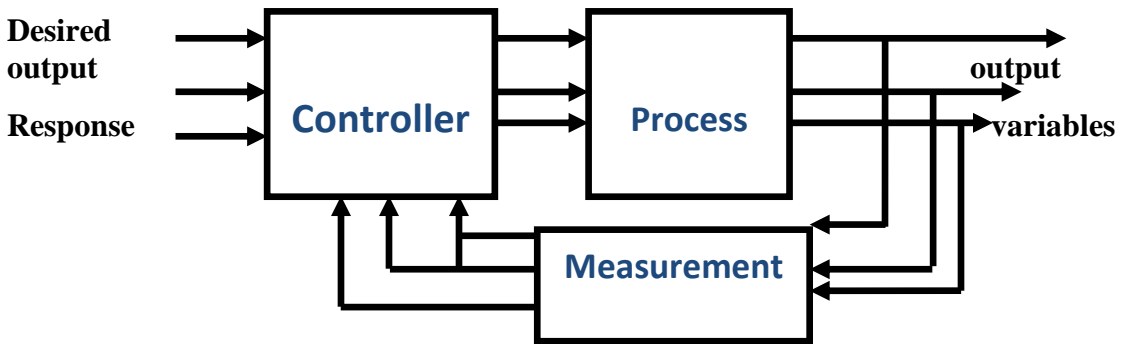 Desired
output
Response
Controller
Process
output
variables
Measurement